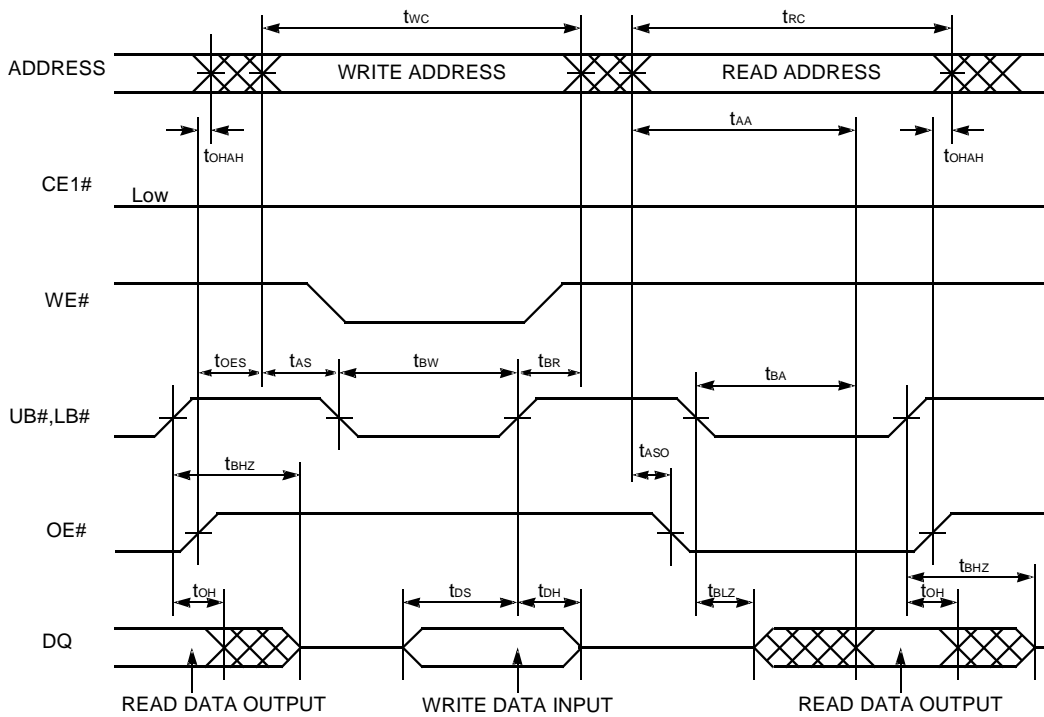 tWC tRC
ADDRESS WRITE ADDRESS READ ADDRESS
tAA
tOHAH tOHAH
CE1# Low
WE#
tOES tAS tBW tBR tBA
UB#,LB#
tBHZ tASO
OE#
tBHZ
tOH tDS tDH tBLZ tOH
DQ
READ DATA OUTPUT WRITE DATA INPUT READ DATA OUTPUT